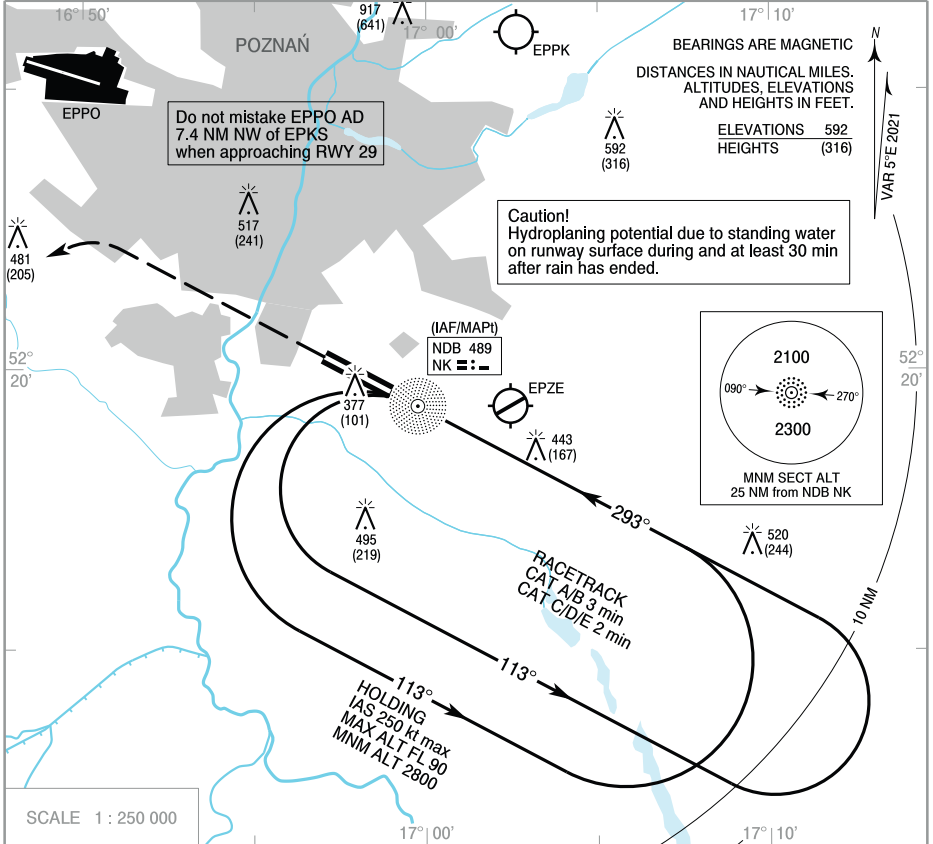 917
(641)
17° 00'
17° 10'
16° 50'
POZNAŃ
EPPK
EPPO
BEARINGS ARE MAGNETIC
DISTANCES IN NAUTICAL MILES.
ALTITUDES, ELEVATIONS
AND HEIGHTS IN FEET.
ELEVATIONS 592
HEIGHTS (316)
N
VAR 5°E 2021
Do not mistake EPPO AD
7.4 NM NW of EPKS
when approaching RWY 29
592
(316)
517
(241)
481
(205)
Caution!
Hydroplaning potential due to standing water
on runway surface during and at least 30 min
after rain has ended.
(IAF/MAPt)
NDB 489
NK
52°
20'
52°
20'
2100
090°
270°
2300
MNM SECT ALT
25 NM from NDB NK
377
(101)
EPZE
443
(167)
495
(219)
293°
520
(244)
RACETRACK
CAT A/B 3 min
CAT C/D/E 2 min
10 NM
113°
113°
HOLDING
IAS 250 kt max
MAX ALT FL 90
MNM ALT 2800
SCALE 1 : 250 000
17° 00'
17° 10'